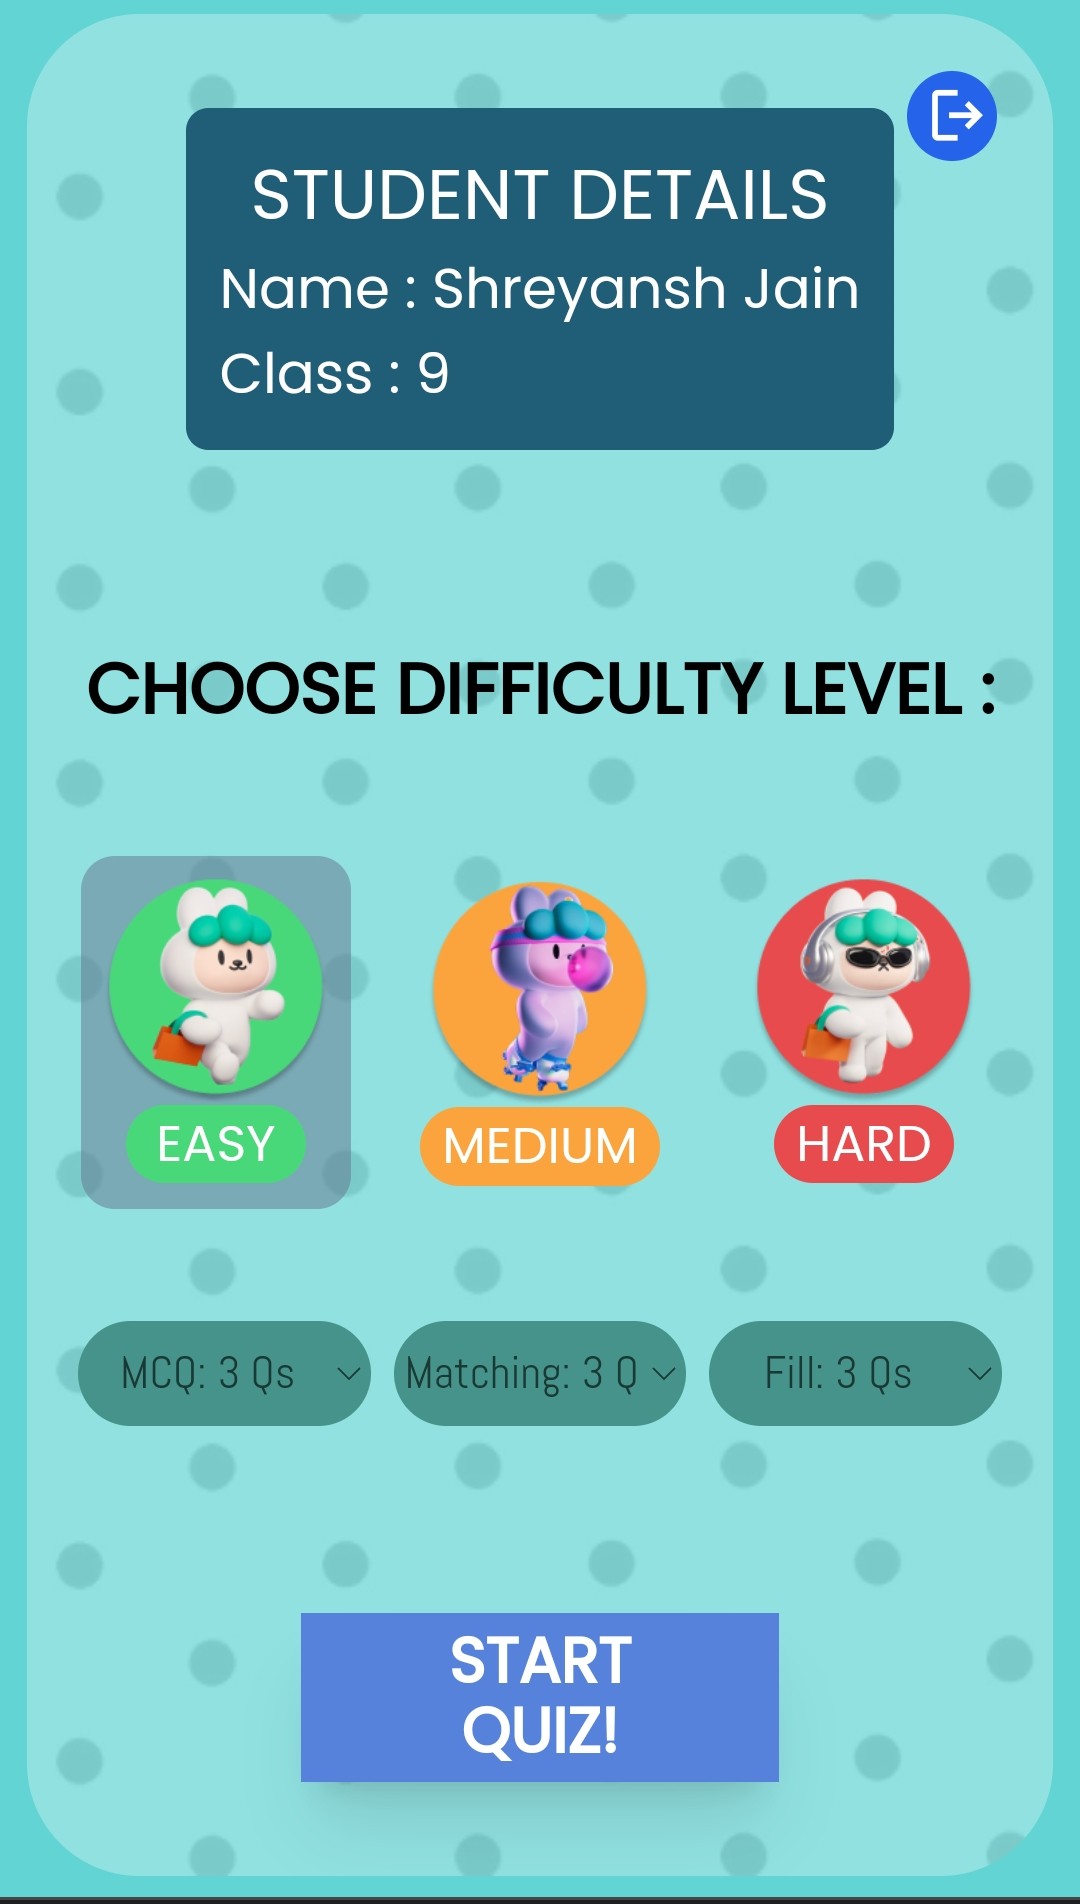 STUDENT DETAILS
Name : Shreyansh Jain
Class : 9
CHOOSE DIFFICULTY LEVEL :
EASY
MEDIUM
HARD
MCQ: 3 Qs
Matching: 3 Q
Fill: 3 Qs
START
QUIZ!